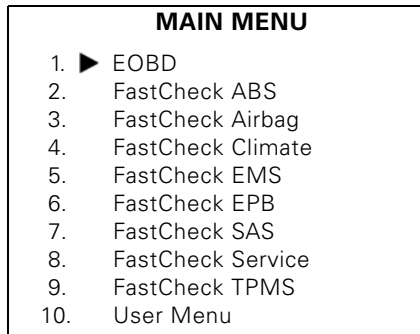 MAIN MENU
1. ▶ EOBD
2. FastCheck ABS
3. FastCheck Airbag
4. FastCheck Climate
5. FastCheck EMS
6. FastCheck EPB
7. FastCheck SAS
8. FastCheck Service
9. FastCheck TPMS
10. User Menu